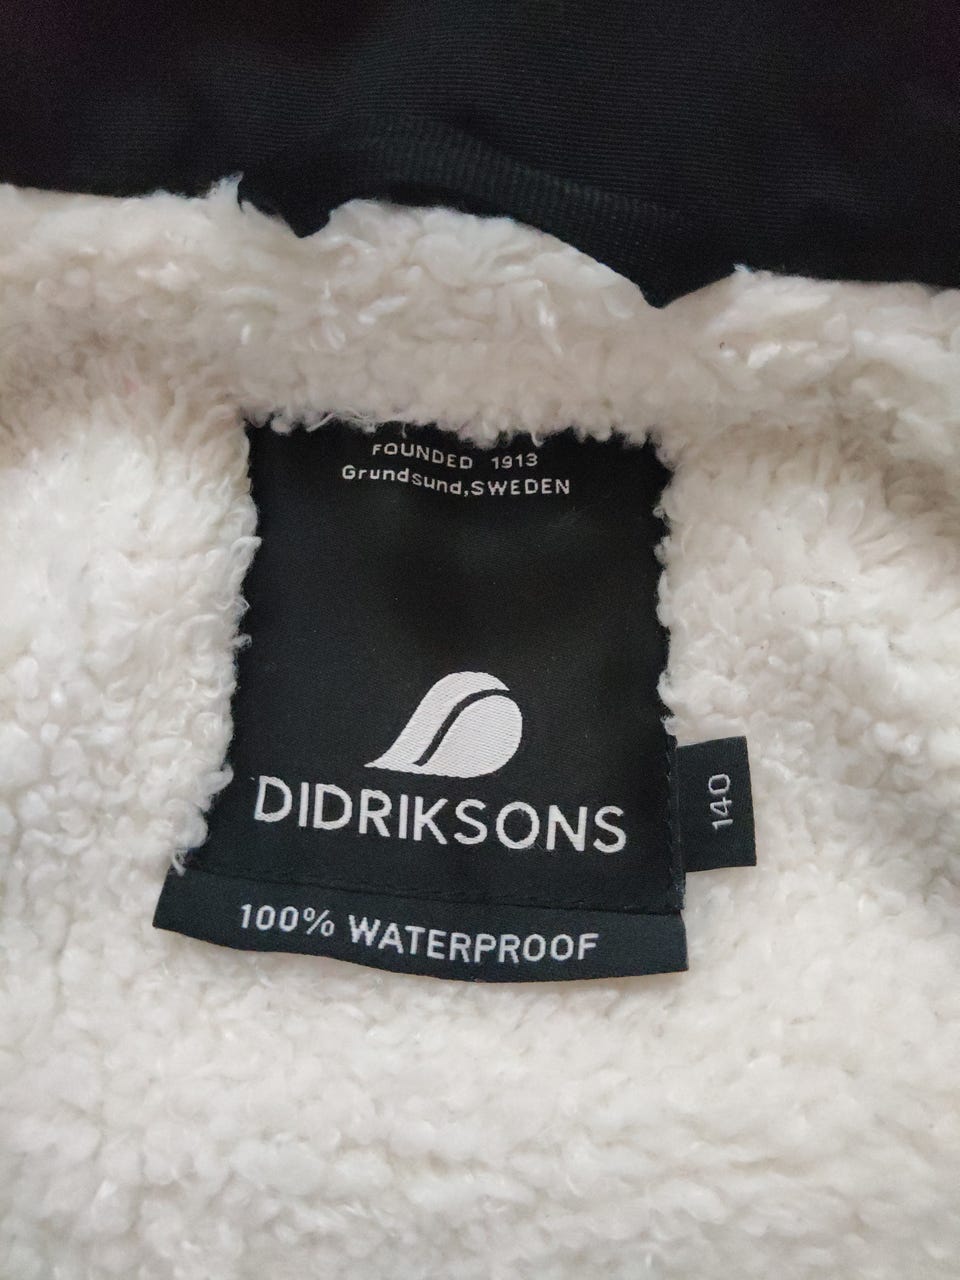 FOUNDED 1913
Grundsund,SWEDEN
DIDRIKSONS
140
100% WATERPROOF